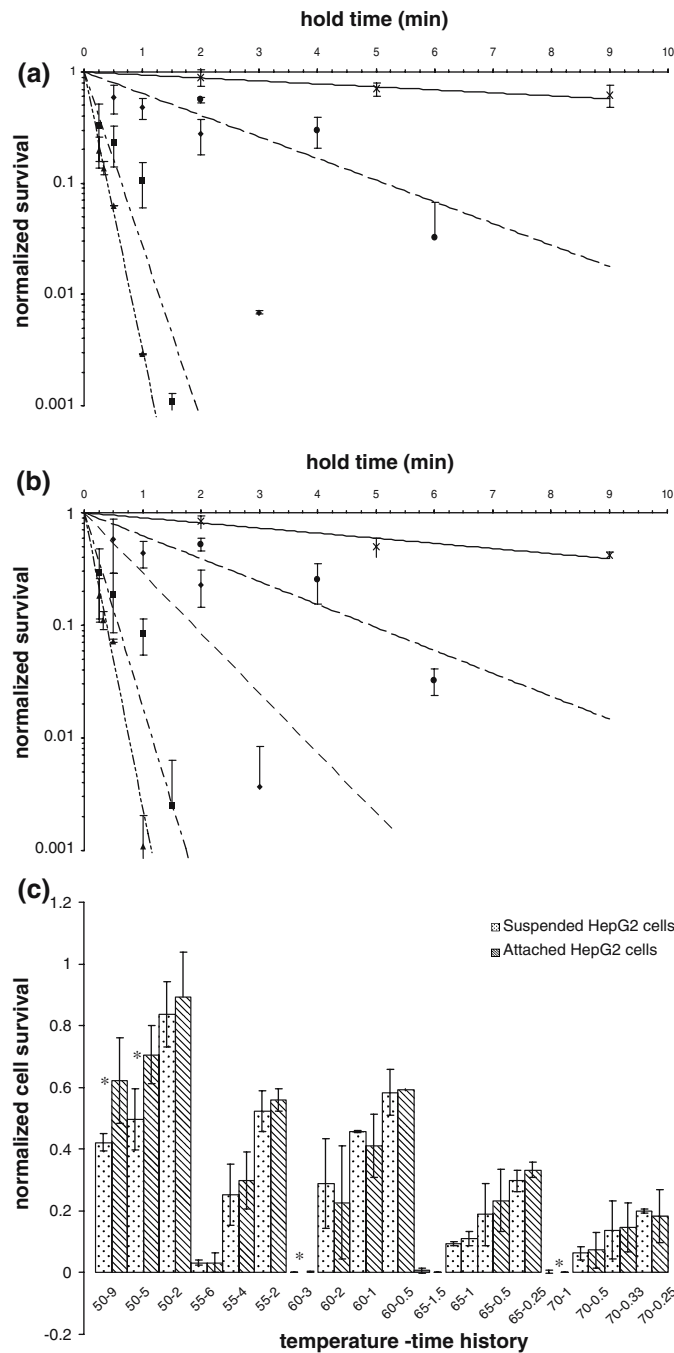 hold time (min)
0 1 2 3 4 5 6 7 8 9 10
(a)
1
0.1
0.01
0.001
normalized survival
hold time (min)
0 1 2 3 4 5 6 7 8 9 10
(b)
1
0.1
0.01
0.001
normalized survival
(c)
1.2
1
0.8
0.6
0.4
0.2
0
-0.2
normalized cell survival
Suspended HepG2 cells
Attached HepG2 cells
*
*
*
*
50-9 50-5 50-2 55-6 55-4 55-2 60-3 60-2 60-1 60-0.5 65-1.5 65-1 65-0.5 65-0.25 70-1 70-0.5 70-0.33 70-0.25
temperature -time history